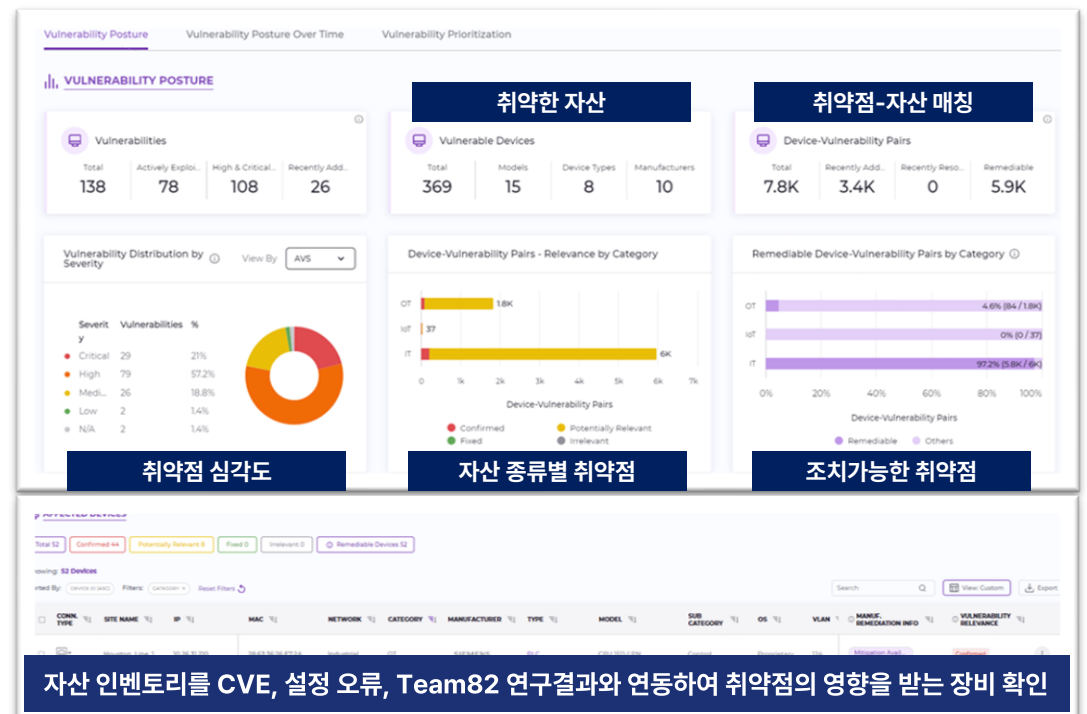 Vulnerability Posture Vulnerability Posture Over Time Vulnerability Prioritization
VULNERABILITY POSTURE
취약한 자산
취약점-자산 매칭
Vulnerabilities
Total Actively Exploi... High & Critical... Recently Add...
138 78 108 26
Vulnerable Devices
Total Models Device Types Manufacturers
369 15 8 10
Device-Vulnerability Pairs
Total Recently Add... Recently Reso... Remediable
7.8K 3.4K 0 5.9K
Vulnerability Distribution by
Severity
View By AVS
Severit
y
Vulnerabilities %
Critical 29 21%
High 79 57.2%
Medi... 26 18.8%
Low 2 1.4%
N/A 2 1.4%
Device-Vulnerability Pairs - Relevance by Category
OT 1.8K
IoT 37
IT 6K
0 1k 2k 3k 4k 5k 6k 7k
Device-Vulnerability Pairs
Confirmed Potentially Relevant
Fixed Irrelevant
Remediable Device-Vulnerability Pairs by Category
OT 4.6% (84 / 1.8K)
IoT 0% (0 / 37)
IT 97.2% (5.8K / 6K)
0% 20% 40% 60% 80% 100%
Device-Vulnerability Pairs
Remediable Others
취약점 심각도
자산 종류별 취약점
조치가능한 취약점
AFFECTED DEVICES
Total 52 Confirmed 44 Potentially Relevant 8 Fixed 0 Irrelevant 0 Remediable Devices 52
52 Devices
Filters: CATEGORY Reset Filters
Search View: Custom Export
CONN.
TYPE
SITE NAME IP MAC NETWORK CATEGORY MANUFACTURER TYPE MODEL
SUB
CATEGORY
OS VLAN
MANUF.
REMEDIATION INFO
VULNERABILITY
RELEVANCE
자산 인벤토리를 CVE, 설정 오류, Team82 연구결과와 연동하여 취약점의 영향을 받는 장비 확인